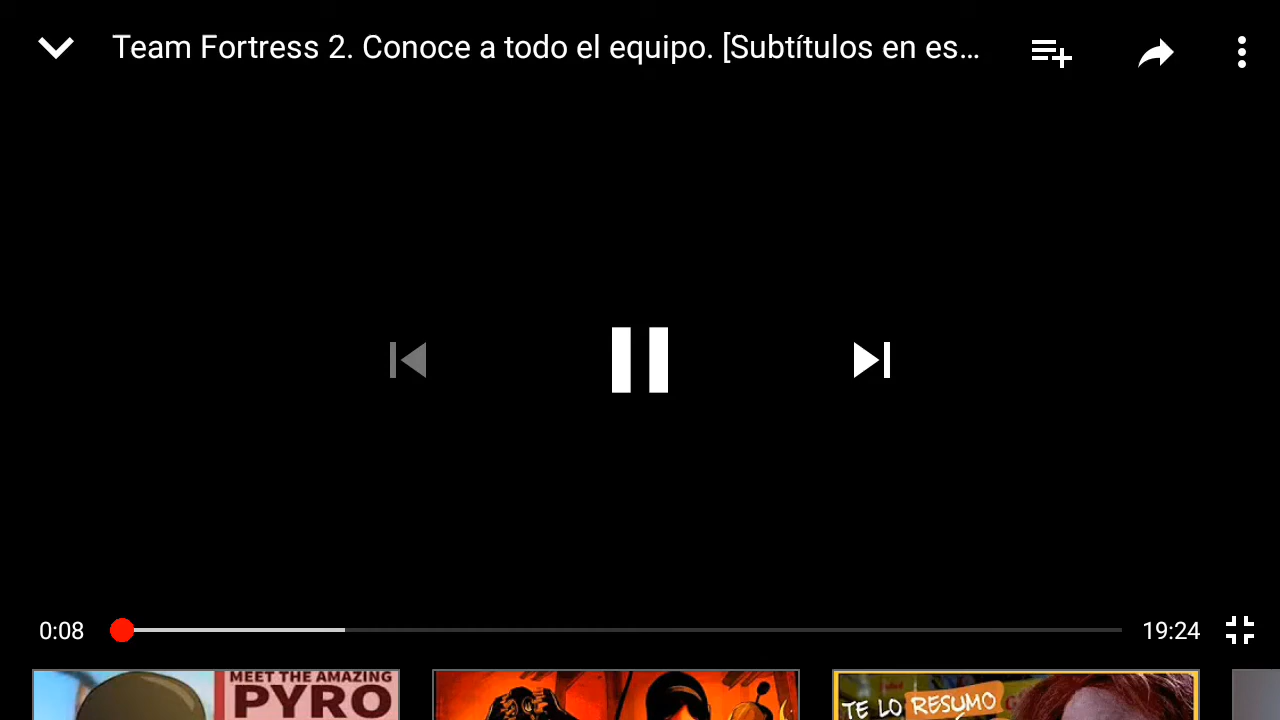 Team Fortress 2. Conoce a todo el equipo. [Subtítulos en es...
0:08
19:24
MEET THE AMAZING
PYRO
TE LO RESUMO